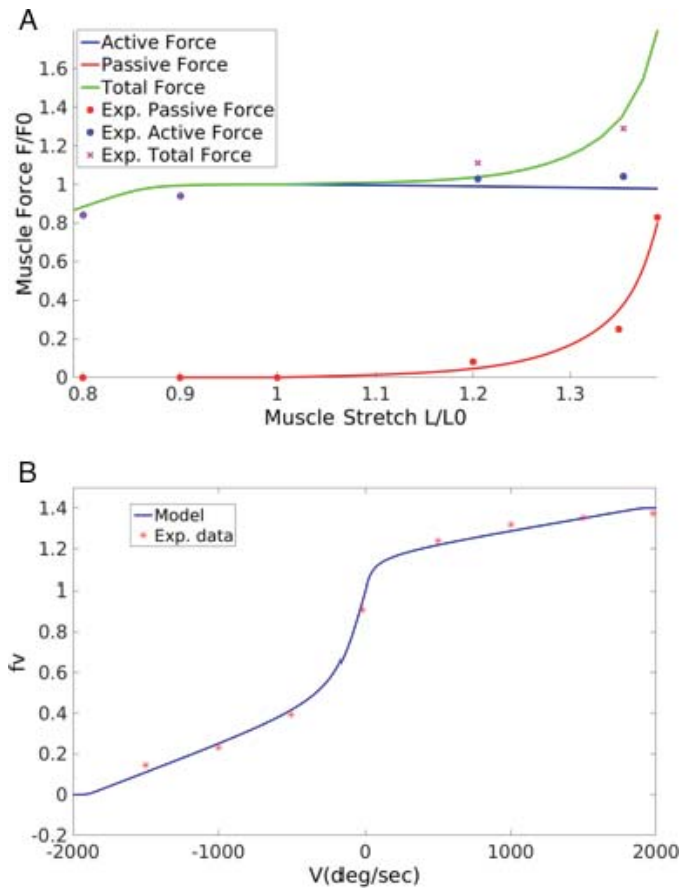 A
Muscle Force F/F0
1.6
1.4
1.2
1
0.8
0.6
0.4
0.2
0
Active Force
Passive Force
Total Force
Exp. Passive Force
Exp. Active Force
Exp. Total Force
0.8 0.9 1 1.1 1.2 1.3
Muscle Stretch L/L0
B
fv
1.4
1.2
1
0.8
0.6
0.4
0.2
0
-0.2
Model
Exp. data
-2000 -1000 0 1000 2000
V(deg/sec)